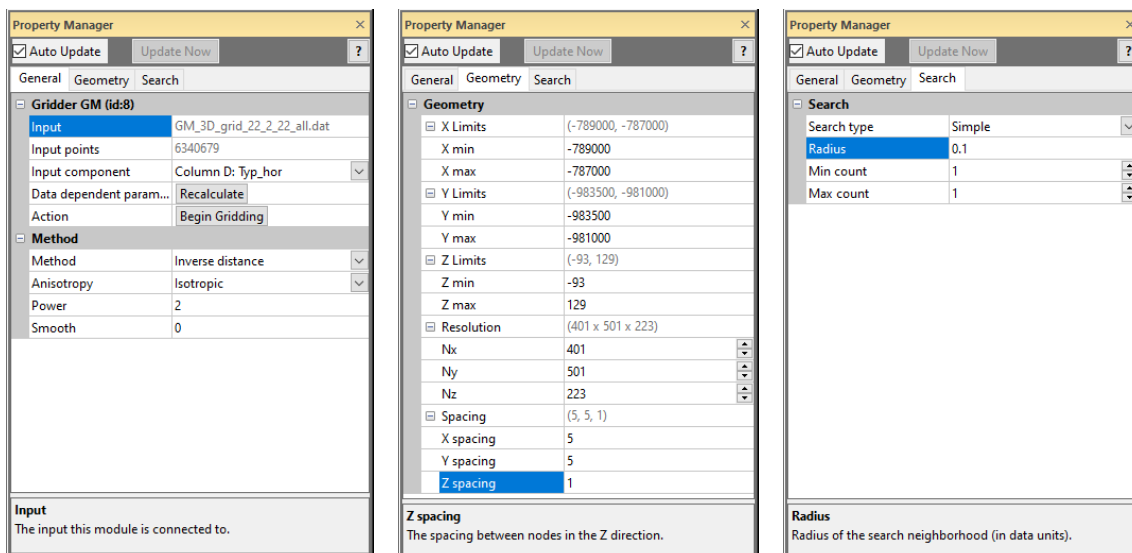 Property Manager ×
Auto Update Update Now ?
General Geometry Search
Gridder GM (id:8)
Input GM_3D_grid_22_2_22_all.dat
Input points 6340679
Input component Column D: Typ_hor
Data dependent param... Recalculate
Action Begin Gridding
Method
Method Inverse distance
Anisotropy Isotropic
Power 2
Smooth 0
Input
The input this module is connected to.
Property Manager ×
Auto Update Update Now ?
General Geometry Search
Geometry
X Limits (-789000, -787000)
X min -789000
X max -787000
Y Limits (-983500, -981000)
Y min -983500
Y max -981000
Z Limits (-93, 129)
Z min -93
Z max 129
Resolution (401 x 501 x 223)
Nx 401
Ny 501
Nz 223
Spacing (5, 5, 1)
X spacing 5
Y spacing 5
Z spacing 1
Z spacing
The spacing between nodes in the Z direction.
Property Manager ×
Auto Update Update Now ?
General Geometry Search
Search
Search type Simple
Radius 0.1
Min count 1
Max count 1
Radius
Radius of the search neighborhood (in data units).